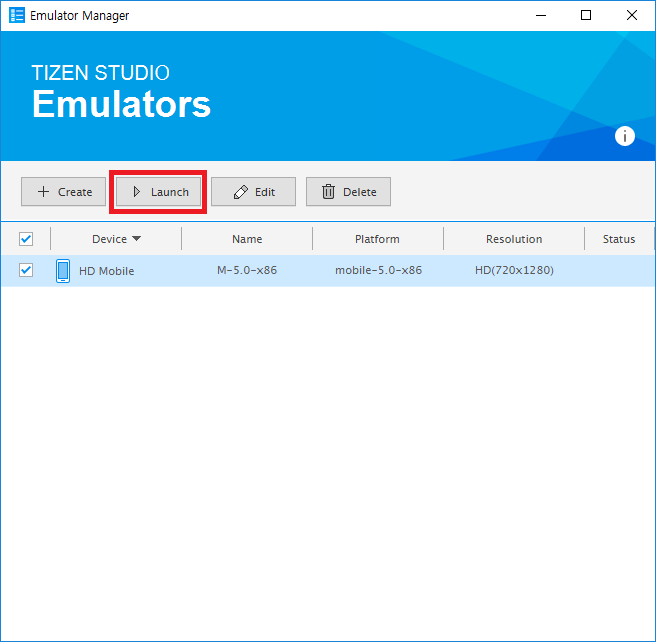 Emulator Manager
TIZEN STUDIO
Emulators
Create Launch Edit Delete
Device Name Platform Resolution Status
HD Mobile M-5.0-x86 mobile-5.0-x86 HD(720x1280)